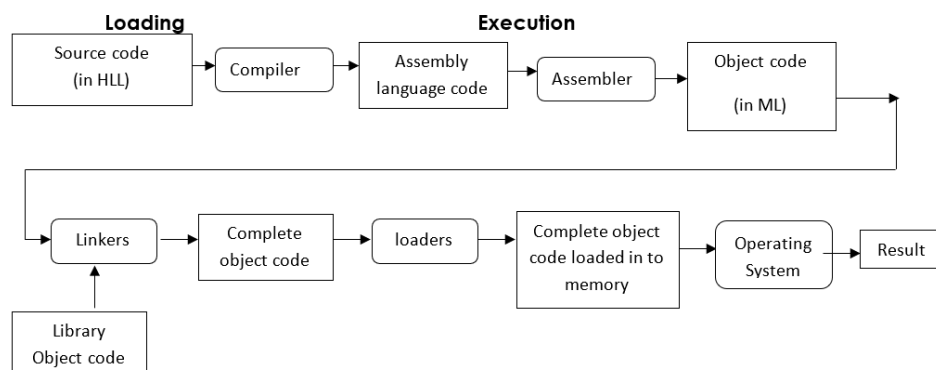 Loading
Execution
Source code
(in HLL)
Compiler
Assembly
language code
Assembler
Object code
(in ML)
Linkers
Complete
object code
loaders
Complete object
code loaded in to
memory
Operating
System
Result
Library
Object code